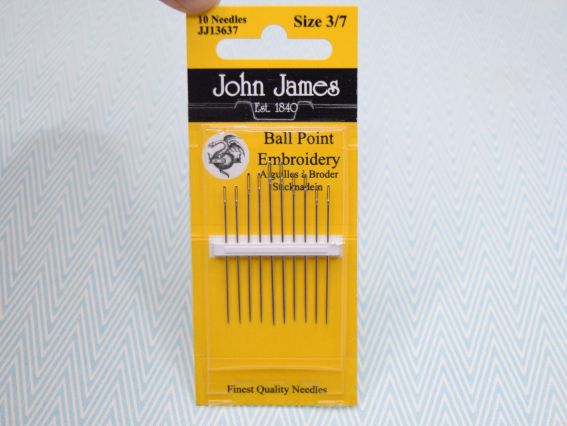 10 Needles Size 3/7
JJ13637
John James
Est. 1840
Ball Point
Embroidery
Aiguilles à Broder
Sticknadeln
Finest Quality Needles